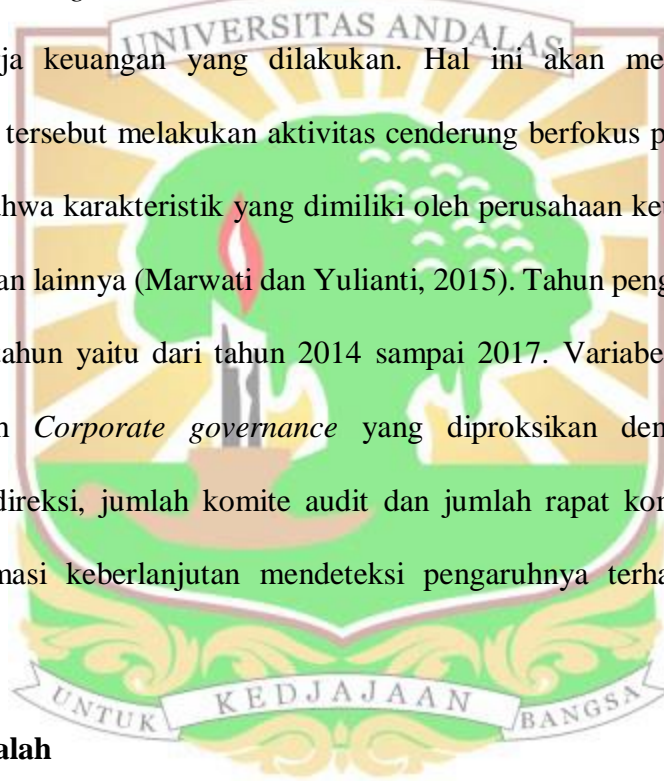 UNIVERSITAS ANDALAS
ja keuangan yang dilakukan. Hal ini akan me
tersebut melakukan aktivitas cenderung berfokus p
ahwa karakteristik yang dimiliki oleh perusahaan ke
an lainnya (Marwati dan Yulianti, 2015). Tahun peng
ahun yaitu dari tahun 2014 sampai 2017. Variabe
n Corporate governance yang diproksikan den
direksi, jumlah komite audit dan jumlah rapat kor
masi keberlanjutan mendeteksi pengaruhnya terha
UNTUK KEDJAJAAN BANGSA
alah